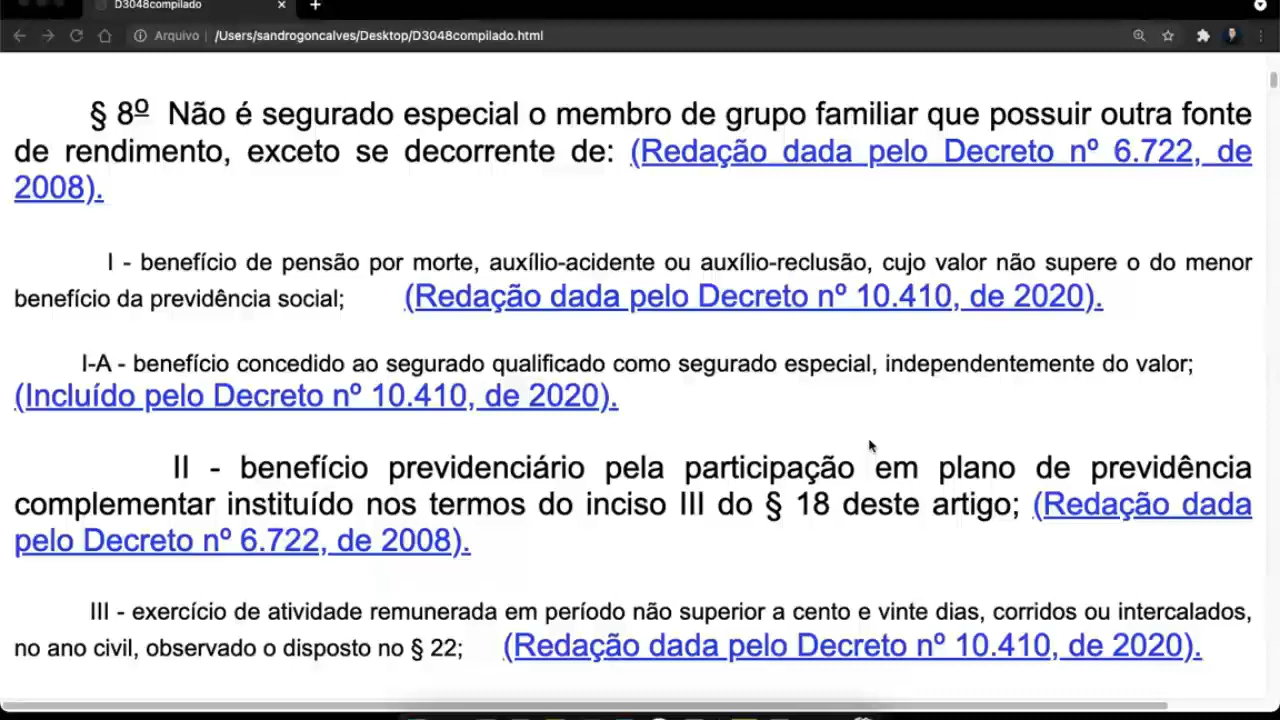 D3048compilado
Arquivo
/Users/sandrogoncalves/Desktop/D3048compilado.html
§ 8º Não é segurado especial o membro de grupo familiar que possuir outra fonte
de rendimento, exceto se decorrente de: (Redação dada pelo Decreto nº 6.722, de
2008).
I - benefício de pensão por morte, auxílio-acidente ou auxílio-reclusão, cujo valor não supere o do menor
benefício da previdência social; (Redação dada pelo Decreto nº 10.410, de 2020).
I-A - benefício concedido ao segurado qualificado como segurado especial, independentemente do valor;
(Incluído pelo Decreto nº 10.410, de 2020).
II - benefício previdenciário pela participação em plano de previdência
complementar instituído nos termos do inciso III do § 18 deste artigo; (Redação dada
pelo Decreto nº 6.722, de 2008).
III - exercício de atividade remunerada em período não superior a cento e vinte dias, corridos ou intercalados,
no ano civil, observado o disposto no § 22; (Redação dada pelo Decreto nº 10.410, de 2020).